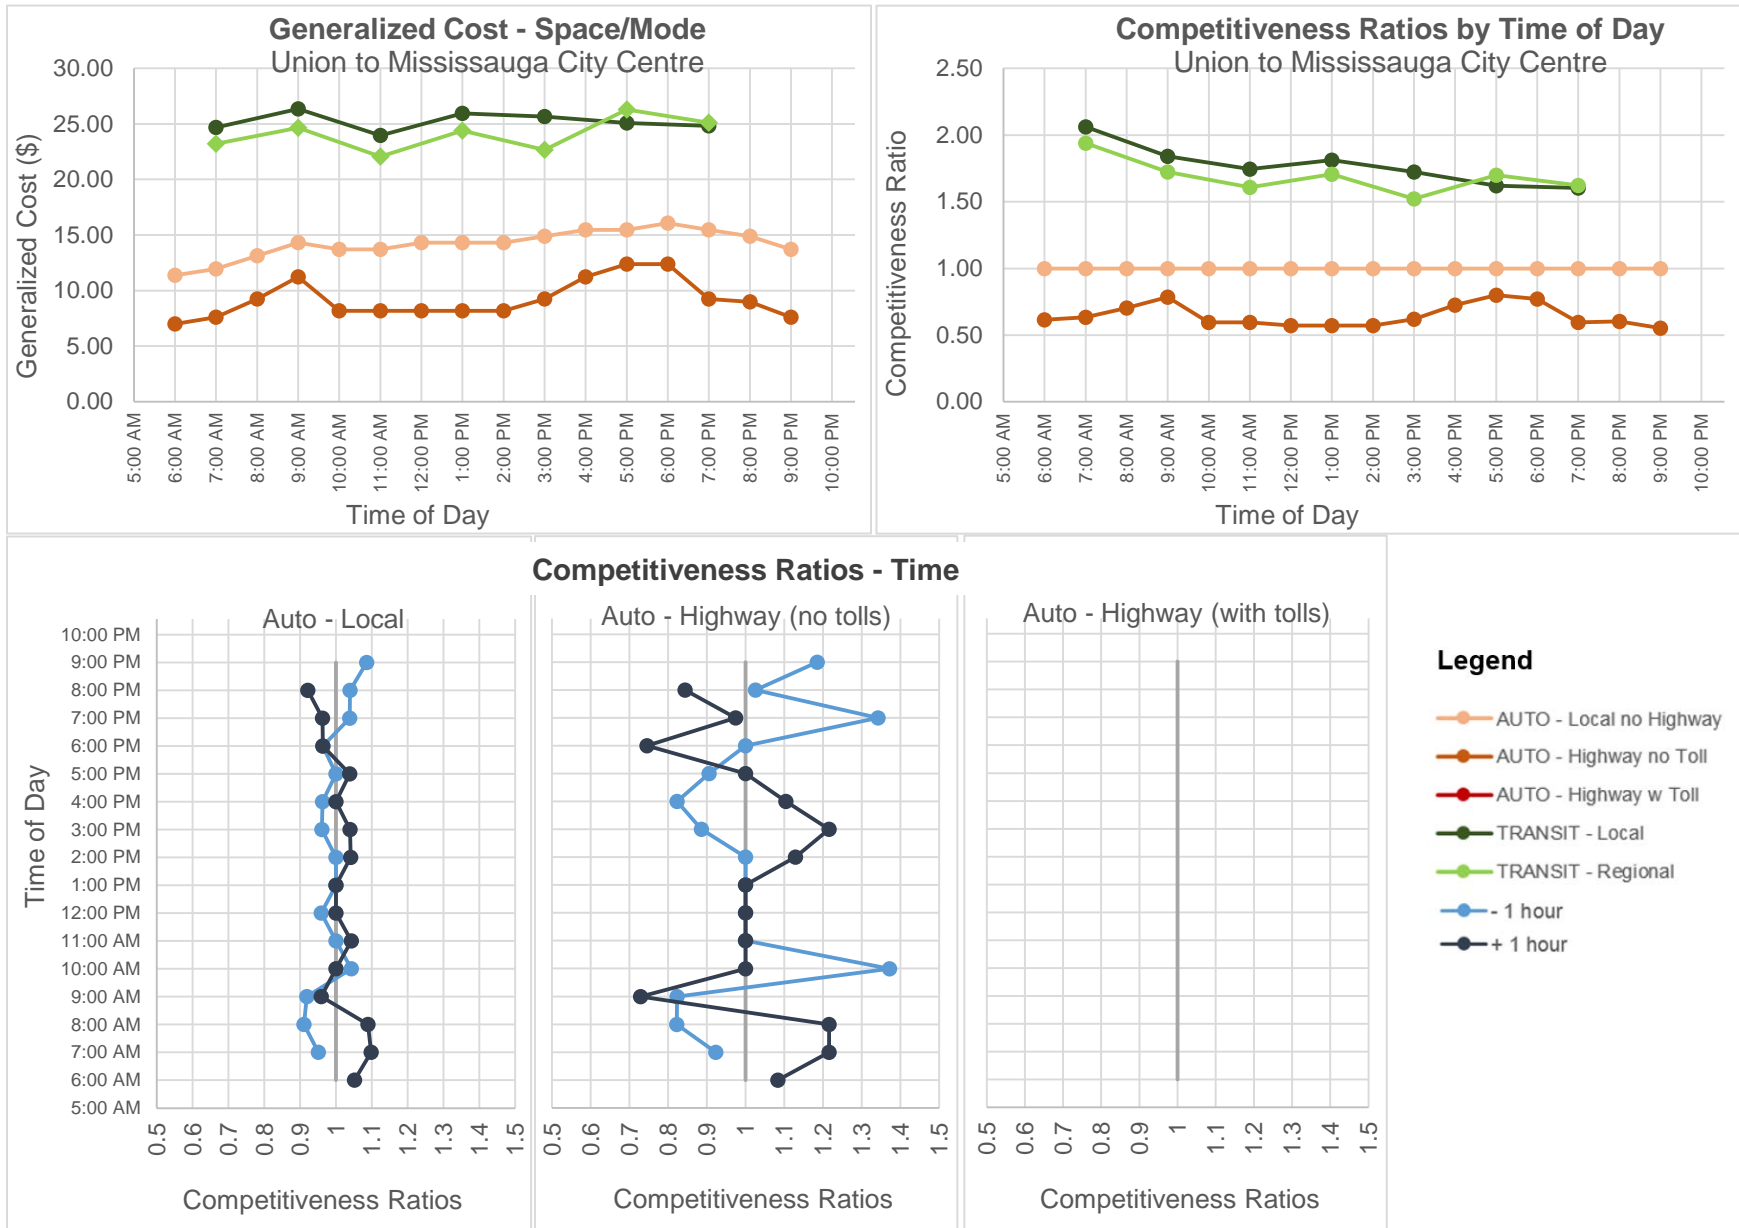 Generalized Cost - Space/Mode
Union to Mississauga City Centre
30.00
25.00
20.00
15.00
10.00
5.00
0.00
Generalized Cost ($)
5:00 AM
6:00 AM
7:00 AM
8:00 AM
9:00 AM
10:00 AM
11:00 AM
12:00 PM
1:00 PM
2:00 PM
3:00 PM
4:00 PM
5:00 PM
6:00 PM
7:00 PM
8:00 PM
9:00 PM
10:00 PM
Time of Day
Competitiveness Ratios by Time of Day
Union to Mississauga City Centre
2.50
2.00
1.50
1.00
0.50
0.00
Competitiveness Ratio
5:00 AM
6:00 AM
7:00 AM
8:00 AM
9:00 AM
10:00 AM
11:00 AM
12:00 PM
1:00 PM
2:00 PM
3:00 PM
4:00 PM
5:00 PM
6:00 PM
7:00 PM
8:00 PM
9:00 PM
10:00 PM
Time of Day
Competitiveness Ratios - Time
Auto - Local
10:00 PM
9:00 PM
8:00 PM
7:00 PM
6:00 PM
5:00 PM
4:00 PM
3:00 PM
2:00 PM
1:00 PM
12:00 PM
11:00 AM
10:00 AM
9:00 AM
8:00 AM
7:00 AM
6:00 AM
5:00 AM
Time of Day
0.5
0.6
0.7
0.8
0.9
1
1.1
1.2
1.3
1.4
1.5
Competitiveness Ratios
Auto - Highway (no tolls)
0.5
0.6
0.7
0.8
0.9
1
1.1
1.2
1.3
1.4
1.5
Competitiveness Ratios
Auto - Highway (with tolls)
0.5
0.6
0.7
0.8
0.9
1
1.1
1.2
1.3
1.4
1.5
Competitiveness Ratios
Legend
AUTO - Local no Highway
AUTO - Highway no Toll
AUTO - Highway w Toll
TRANSIT - Local
TRANSIT - Regional
- 1 hour
+ 1 hour